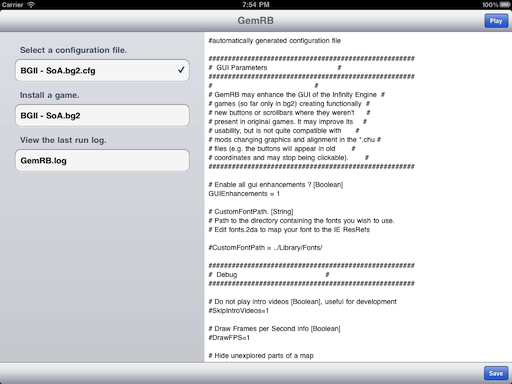 Carrier 7:54 PM 100%
GemRB Play
Select a configuration file.
BGII - SoA.bg2.cfg ✓
Install a game.
BGII - SoA.bg2
View the last run log.
GemRB.log
#automatically generated configuration file
#####################################################
# GUI Parameters #
#####################################################
# #
# GemRB may enhance the GUI of the Infinity Engine #
# games (so far only in bg2) creating functionally #
# new buttons or scrollbars where they weren't #
# present in original games. It may improve its #
# usability, but is not quite compatible with #
# mods changing graphics and alignment in the *.chu #
# files (e.g. the buttons will appear in old #
# coordinates and may stop being clickable). #
#####################################################
# Enable all gui enhancements ? [Boolean]
GUIEnhancements = 1
# CustomFontPath. [String]
# Path to the directory containing the fonts you wish to use.
# Edit fonts.2da to map your font to the IE ResRefs
#CustomFontPath = ../Library/Fonts/
#####################################################
# Debug #
#####################################################
# Do not play intro videos [Boolean], useful for development
#SkipIntroVideos=1
# Draw Frames per Second info [Boolean]
#DrawFPS=1
# Hide unexplored parts of a map
Save